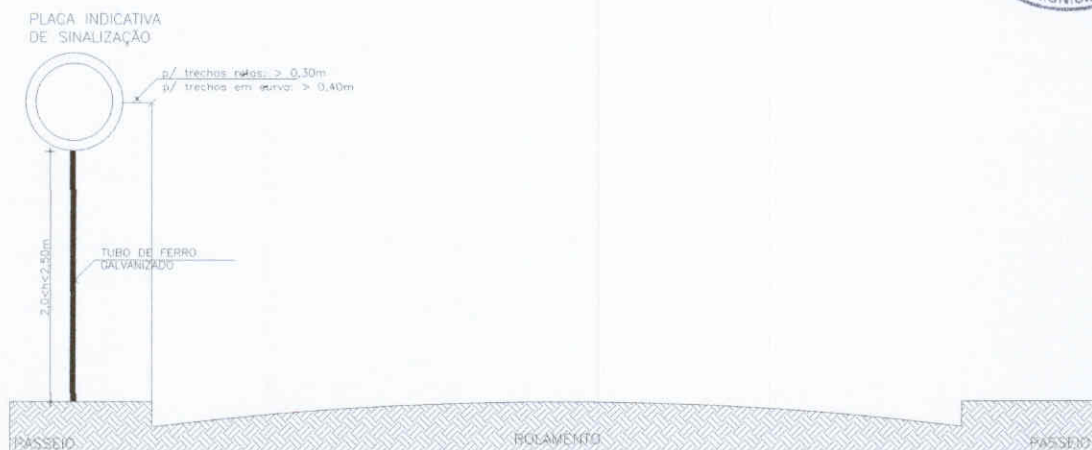 PLACA INDICATIVA
DE SINALIZAÇÃO
p/ trechos retos: > 0,30m
p/ trechos em curva: > 0,40m
2,0<h<2,50m
TUBO DE FERRO
GALVANIZADO
PASSEIO
ROLAMENTO
PASSEIO